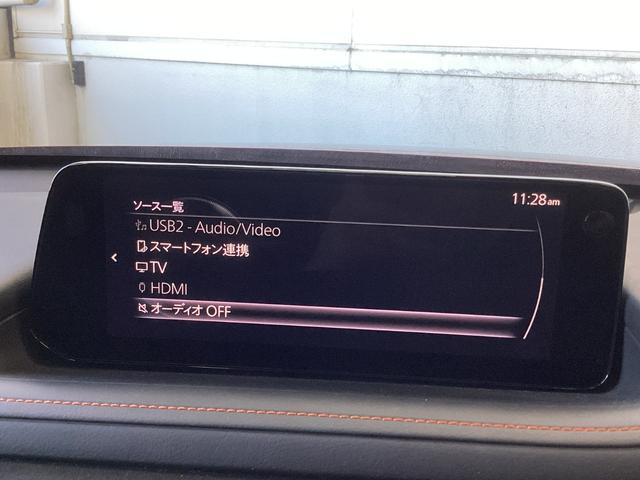 11:28am
ソース一覧
USB2 - Audio/Video
スマートフォン連携
TV
HDMI
オーディオ OFF